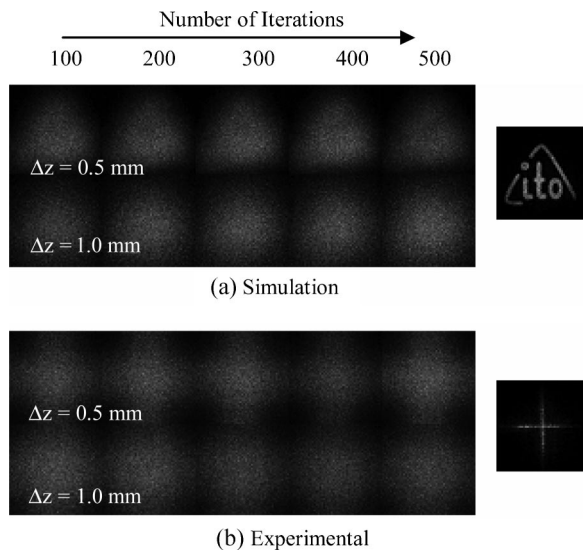 Number of Iterations
100 200 300 400 500
Δz = 0.5 mm
ito
Δz = 1.0 mm
(a) Simulation
Δz = 0.5 mm
Δz = 1.0 mm
(b) Experimental